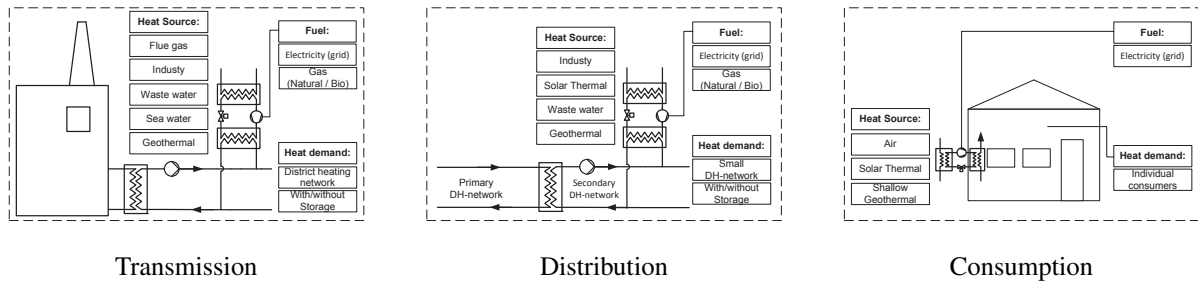 Heat Source:
Flue gas
Industy
Waste water
Sea water
Geothermal
Fuel:
Electricity (grid)
Gas
(Natural / Bio)
Heat demand:
District heating
network
With/without
Storage
Transmission
Heat Source:
Industy
Solar Thermal
Waste water
Geothermal
Fuel:
Electricity (grid)
Gas
(Natural / Bio)
Primary
DH-network
Secondary
DH-network
Heat demand:
Small
DH-network
With/without
Storage
Distribution
Fuel:
Electricity (grid)
Heat Source:
Air
Solar Thermal
Shallow
Geothermal
Heat demand:
Individual
consumers
Consumption